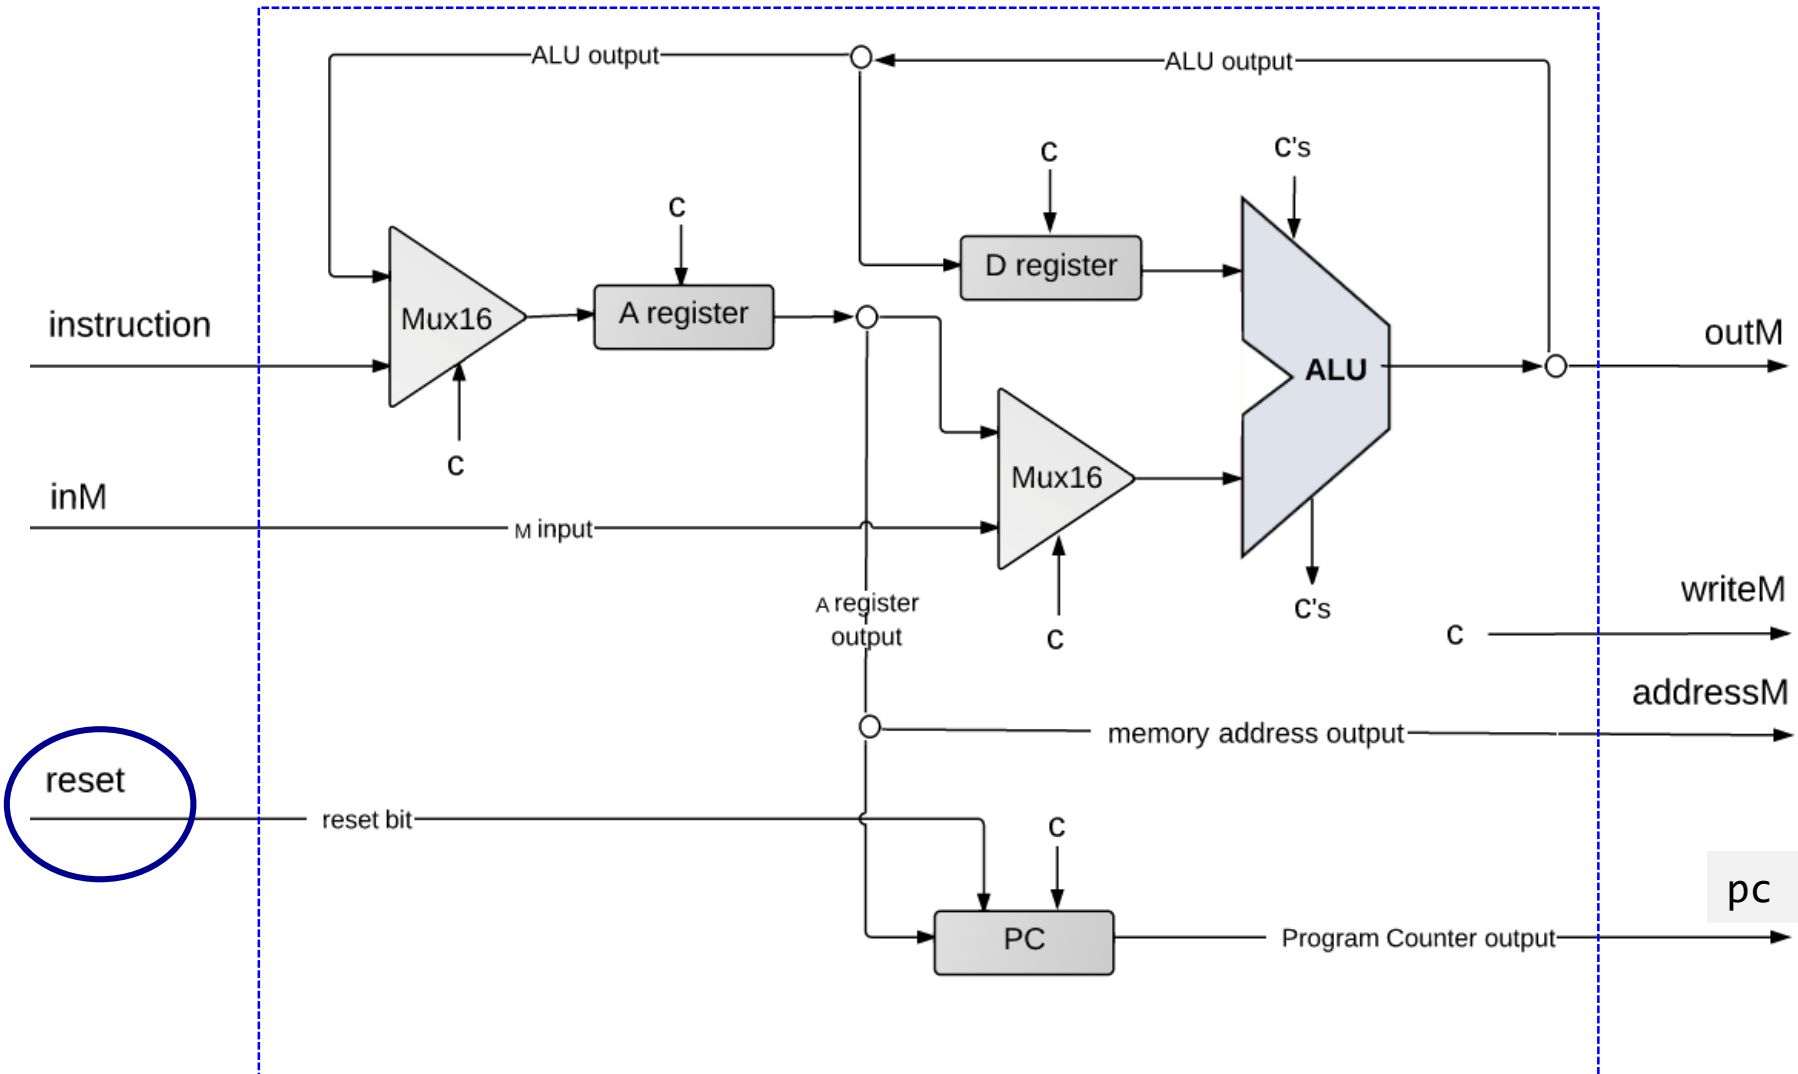 ALU output
ALU output
c's
c
c
Mux16
A register
D register
instruction
outM
ALU
c
inM
M input
Mux16
A register
output
c
c's
writeM
c
addressM
memory address output
reset
reset bit
c
pc
PC
Program Counter output